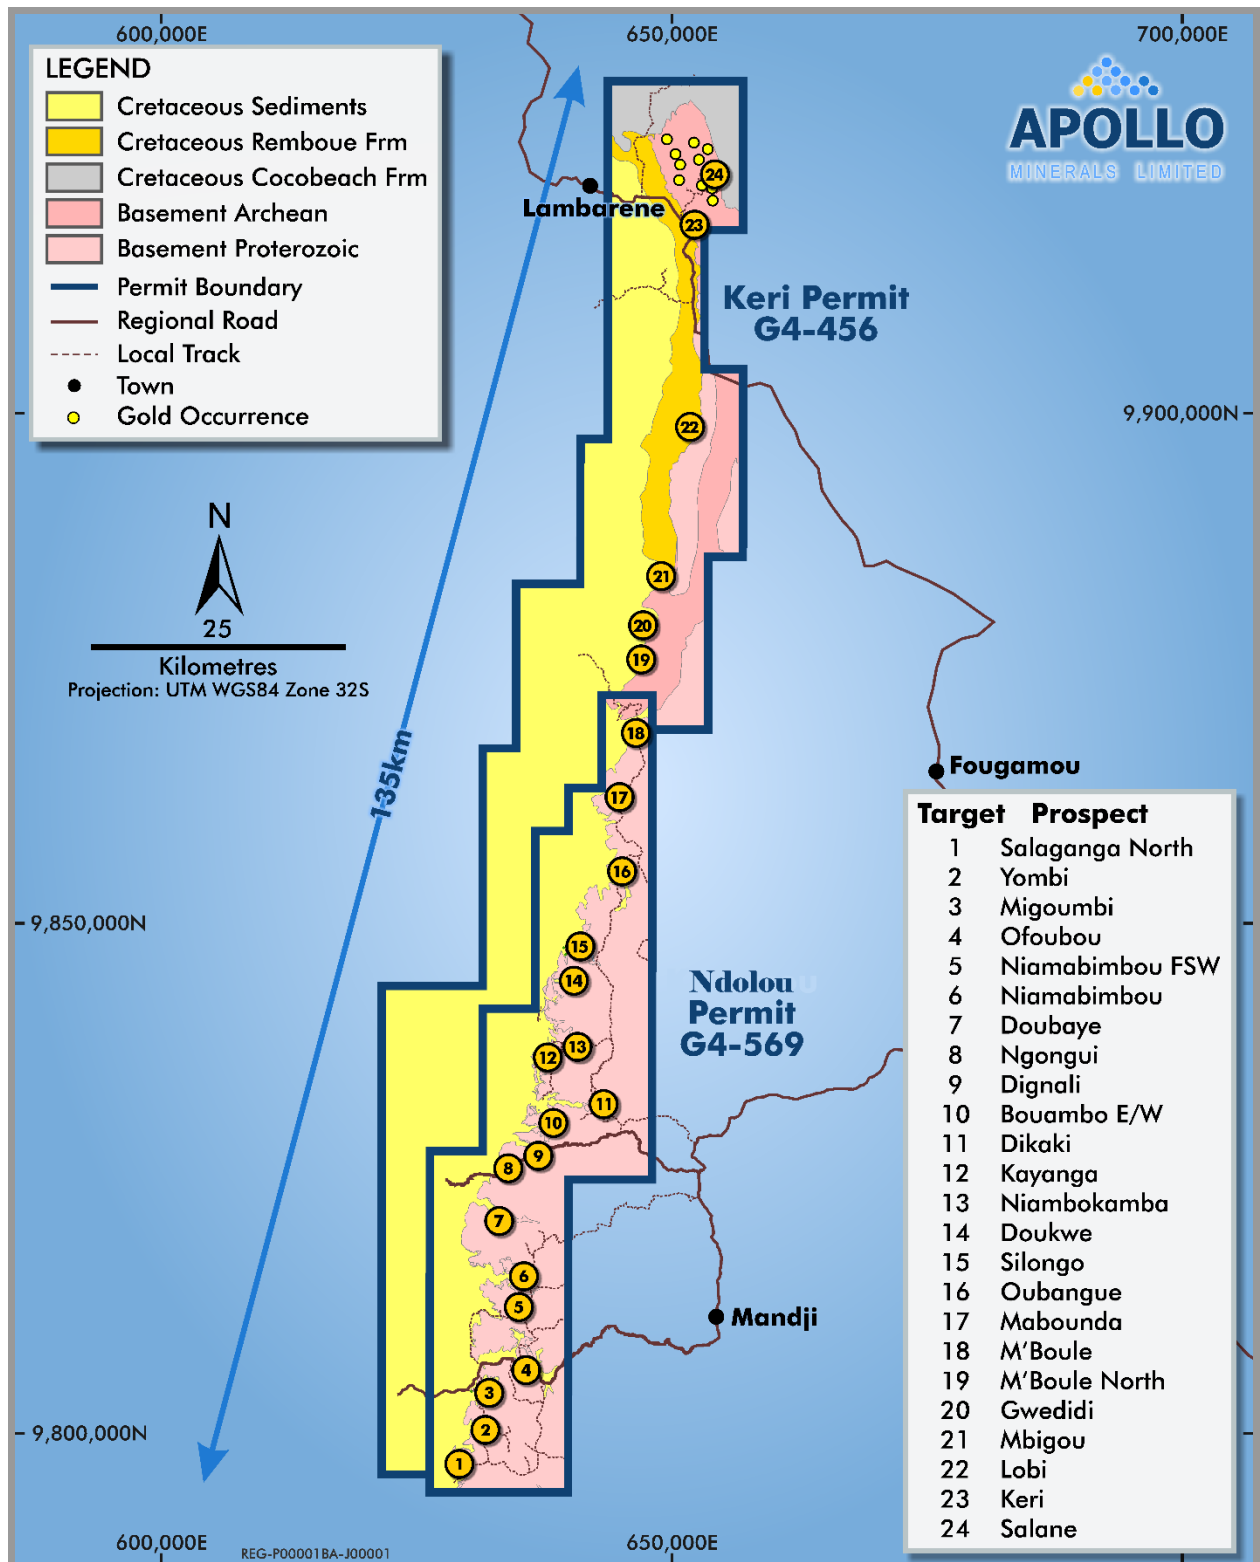 600,000E
650,000E
700,000E
LEGEND
Cretaceous Sediments
Cretaceous Remboue Frm
Cretaceous Cocobeach Frm
Basement Archean
Basement Proterozoic
Permit Boundary
Regional Road
Local Track
Town
Gold Occurrence
APOLLO
MINERALS LIMITED
24
Lambarene
23
Keri Permit
G4-456
9,900,000N
22
N
25
Kilometres
Projection: UTM WGS84 Zone 32S
21
20
19
18
135km
Fougamou
17
16
9,850,000N
15
14
Ndolou
Permit
G4-569
13
12
11
10
9
8
7
6
5
Mandji
4
3
2
9,800,000N
1
Target Prospect
1 Salaganga North
2 Yombi
3 Migoumbi
4 Ofoubou
5 Niamabimbou FSW
6 Niamabimbou
7 Doubaye
8 Ngongui
9 Dignali
10 Bouambo E/W
11 Dikaki
12 Kayanga
13 Niambokamba
14 Doukwe
15 Silongo
16 Oubangue
17 Mabounda
18 M'Boule
19 M'Boule North
20 Gwedidi
21 Mbigou
22 Lobi
23 Keri
24 Salane
600,000E
REG-P00001BA-J00001
650,000E